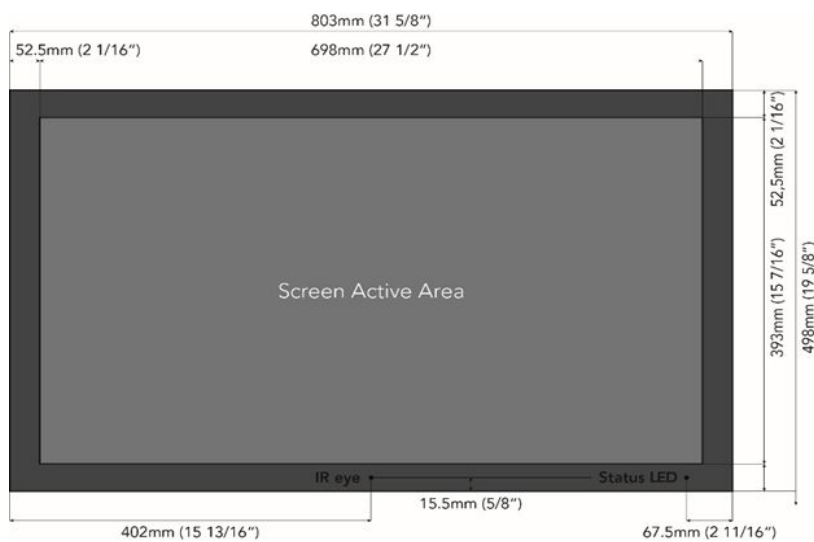 803mm (31 5/8“)
52.5mm (2 1/16“)
698mm (27 1/2“)
52,5mm (2 1/16“)
Screen Active Area
393mm (15 7/16“)
498mm (19 5/8“)
IR eye
Status LED
15.5mm (5/8“)
402mm (15 13/16“)
67.5mm (2 11/16“)